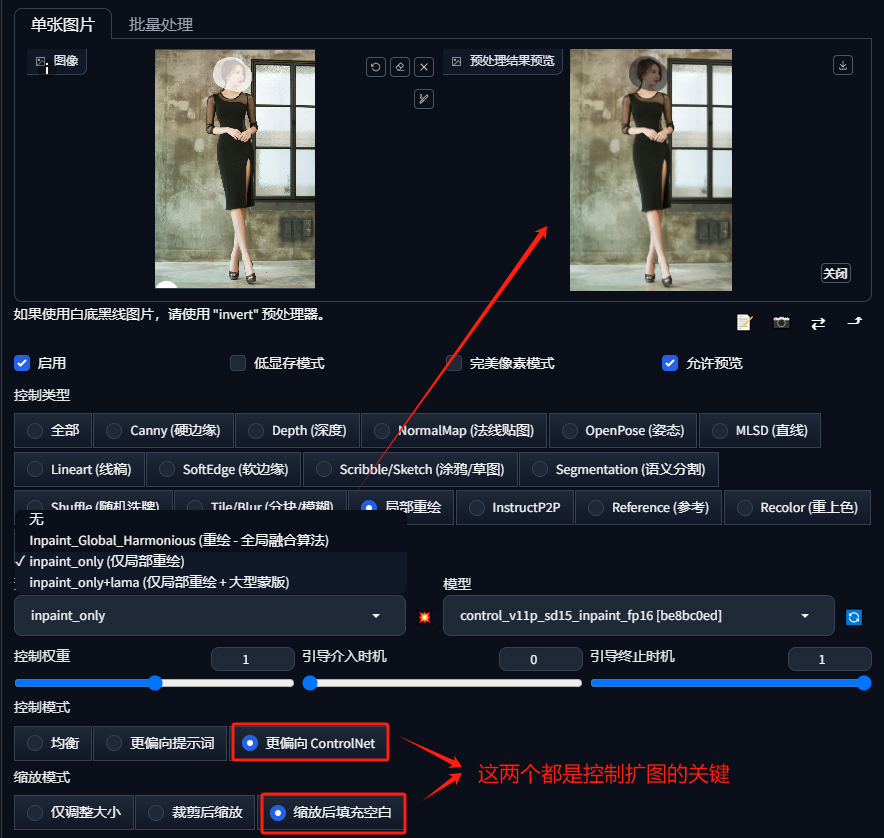 单张图片 批量处理
图像 预处理结果预览
关闭
如果使用白底黑线图片，请使用 "invert" 预处理器。
启用 低显存模式 完美像素模式 允许预览
控制类型
全部 Canny (硬边缘) Depth (深度) NormalMap (法线贴图) OpenPose (姿态) MLSD (直线)
Lineart (线稿) SoftEdge (软边缘) Scribble/Sketch (涂鸦/草图) Segmentation (语义分割)
Shuffle (随机洗牌) Tile/Blur (分块/模糊) 局部重绘 InstructP2P Reference (参考) Recolor (重上色)
无
Inpaint_Global_Harmonious (重绘 - 全局融合算法)
✓ inpaint_only (仅局部重绘)
inpaint_only+lama (仅局部重绘 + 大型蒙版)
模型
inpaint_only control_v11p_sd15_inpaint_fp16 [be8bc0ed]
控制权重 1 引导介入时机 0 引导终止时机 1
控制模式
均衡 更偏向提示词 更偏向 ControlNet
这两个都是控制扩图的关键
缩放模式
仅调整大小 裁剪后缩放 缩放后填充空白